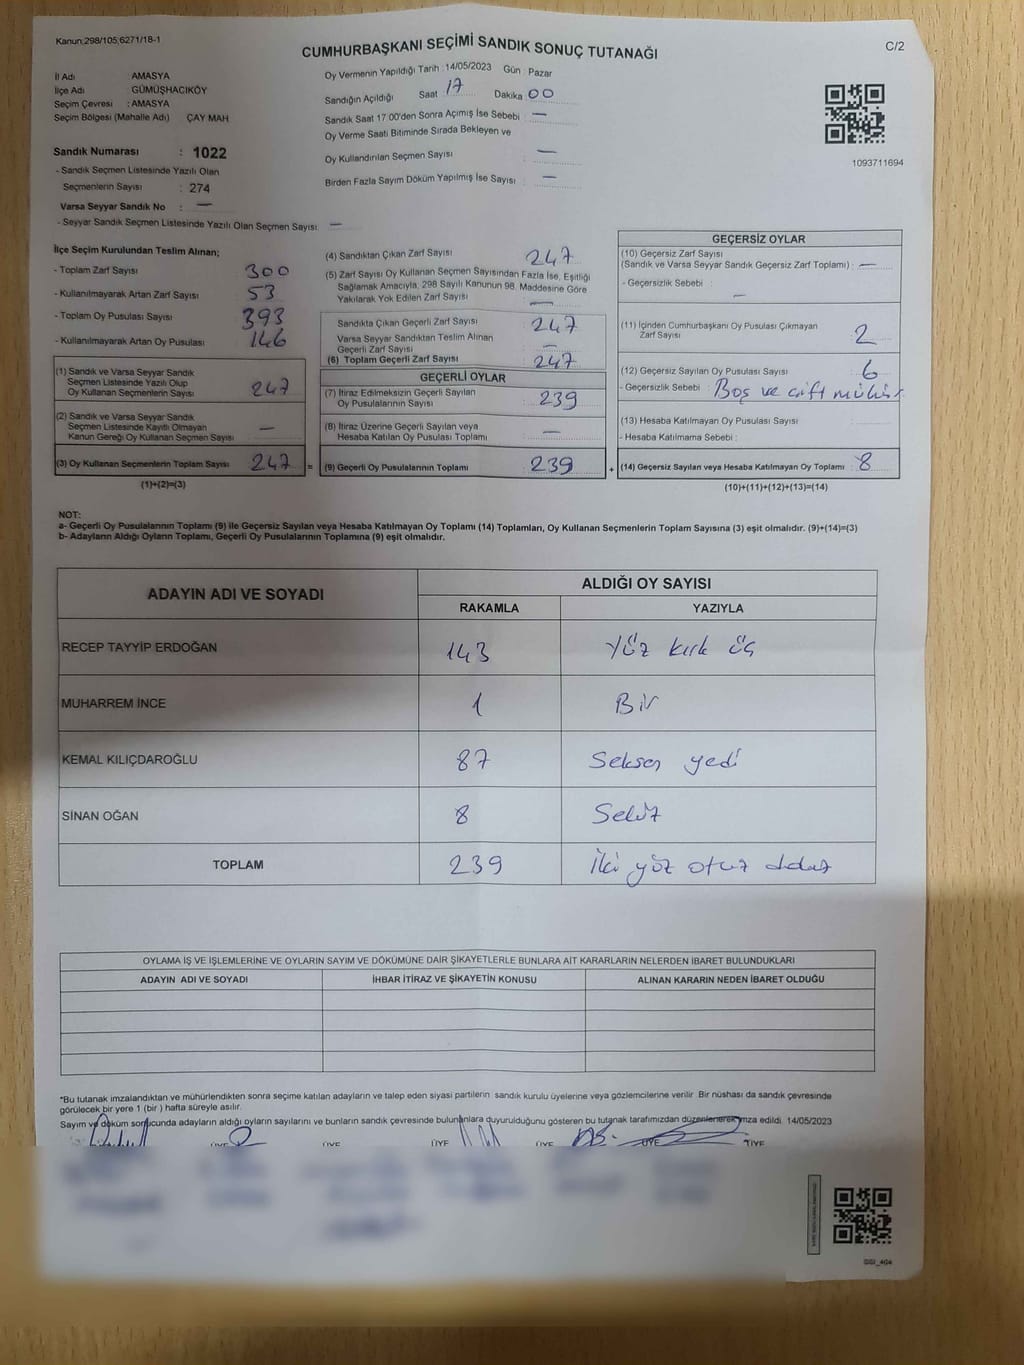 Kanun;298/105;6271/18-1
CUMHURBAŞKANI SEÇİMİ SANDIK SONUÇ TUTANAĞI
C/2
İl Adı AMASYA
İlçe Adı GÜMÜŞHACIKÖY
Seçim Çevresi : AMASYA
Seçim Bölgesi (Mahalle Adı) ÇAY MAH
Sandık Numarası : 1022
- Sandık Seçmen Listesinde Yazılı Olan
Seçmenlerin Sayısı : 274
Varsa Seyyar Sandık No : —
- Seyyar Sandık Seçmen Listesinde Yazılı Olan Seçmen Sayısı: —
Oy Vermenin Yapıldığı Tarih : 14/05/2023 Gün : Pazar
Sandığın Açıldığı Saat 17 Dakika 00
Sandık Saat 17:00'den Sonra Açımış İse Sebebi : —
Oy Verme Saati Bitiminde Sırada Bekleyen ve
Oy Kullandırılan Seçmen Sayısı —
Birden Fazla Sayım Döküm Yapılmış İse Sayısı : —
1093711694
İlçe Seçim Kurulundan Teslim Alınan;
- Toplam Zarf Sayısı 300
- Kullanılmayarak Artan Zarf Sayısı 53
- Toplam Oy Pusulası Sayısı 393
- Kullanılmayarak Artan Oy Pusulası 146
(1) Sandık ve Varsa Seyyar Sandık
Seçmen Listesinde Yazılı Olup
Oy Kullanan Seçmenlerin Sayısı 247
(2) Sandık ve Varsa Seyyar Sandık
Seçmen Listesinde Kayıtlı Olmayan
Kanun Gereği Oy Kullanan Seçmen Sayısı —
(3) Oy Kullanan Seçmenlerin Toplam Sayısı 247 =
(1)+(2)=(3)
(4) Sandıktan Çıkan Zarf Sayısı 247
(5) Zarf Sayısı Oy Kullanan Seçmen Sayısından Fazla İse, Eşitliği
Sağlamak Amacıyla, 298 Sayılı Kanunun 98. Maddesine Göre
Yakılarak Yok Edilen Zarf Sayısı —
Sandıkta Çıkan Geçerli Zarf Sayısı 247
Varsa Seyyar Sandıktan Teslim Alınan
Geçerli Zarf Sayısı —
(6) Toplam Geçerli Zarf Sayısı 247
GEÇERLİ OYLAR
(7) İtiraz Edilmeksizin Geçerli Sayılan
Oy Pusulalarının Sayısı 239
(8) İtiraz Üzerine Geçerli Sayılan veya
Hesaba Katılan Oy Pusulası Toplamı —
(9) Geçerli Oy Pusulalarının Toplamı 239 +
GEÇERSİZ OYLAR
(10) Geçersiz Zarf Sayısı
(Sandık ve Varsa Seyyar Sandık Geçersiz Zarf Toplamı) : —
- Geçersizlik Sebebi :
—
(11) İçinden Cumhurbaşkanı Oy Pusulası Çıkmayan
Zarf Sayısı 2
(12) Geçersiz Sayılan Oy Pusulası Sayısı 6
- Geçersizlik Sebebi : Boş ve çift mühür
(13) Hesaba Katılmayan Oy Pusulası Sayısı :
- Hesaba Katılmama Sebebi :
(14) Geçersiz Sayılan veya Hesaba Katılmayan Oy Toplamı : 8
(10)+(11)+(12)+(13)=(14)
NOT:
a- Geçerli Oy Pusulalarının Toplamı (9) ile Geçersiz Sayılan veya Hesaba Katılmayan Oy Toplamı (14) Toplamları, Oy Kullanan Seçmenlerin Toplam Sayısına (3) eşit olmalıdır. (9)+(14)=(3)
b- Adayların Aldığı Oyların Toplamı, Geçerli Oy Pusulalarının Toplamına (9) eşit olmalıdır.
ADAYIN ADI VE SOYADI ALDIĞI OY SAYISI
RAKAMLA YAZIYLA
RECEP TAYYİP ERDOĞAN 143 Yüz kırk üç
MUHARREM İNCE 1 Bir
KEMAL KILIÇDAROĞLU 87 Seksen yedi
SİNAN OĞAN 8 Sekiz
TOPLAM 239 İki yüz otuz dokuz
OYLAMA İŞ VE İŞLEMLERİNE VE OYLARIN SAYIM VE DÖKÜMÜNE DAİR ŞİKAYETLERLE BUNLARA AİT KARARLARIN NELERDEN İBARET BULUNDUKLARI
ADAYIN ADI VE SOYADI İHBAR İTİRAZ VE ŞİKAYETİN KONUSU ALINAN KARARIN NEDEN İBARET OLDUĞU
*Bu tutanak imzalandıktan ve mühürlendikten sonra seçime katılan adayların ve talep eden siyasi partilerin sandık kurulu üyelerine veya gözlemcilerine verilir. Bir nüshası da sandık çevresinde
görülecek bir yere 1 (bir ) hafta süreyle asılır.
Sayım ve döküm sonucunda adayların aldığı oyların sayılarını ve bunların sandık çevresinde bulunanlara duyurulduğunu gösteren bu tutanak tarafımızdan düzenlenerek imza edildi. 14/05/2023
ÜYE ÜYE ÜYE ÜYE ÜYE ÜYE